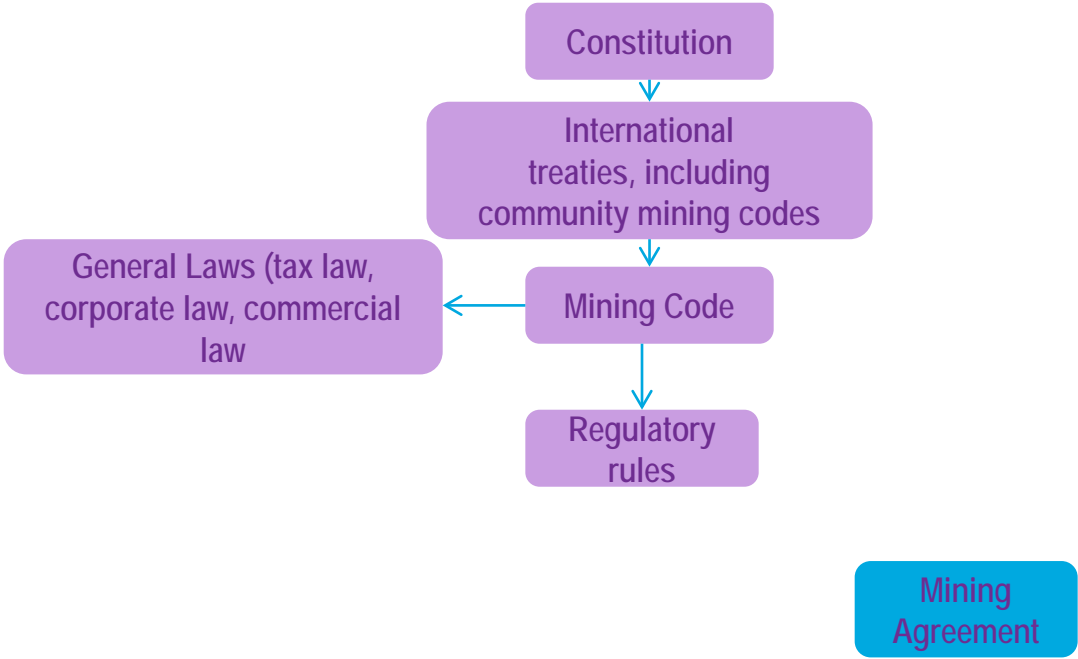 Constitution
International
treaties, including
community mining codes
General Laws (tax law,
corporate law, commercial
law
Mining Code
Regulatory
rules
Mining
Agreement